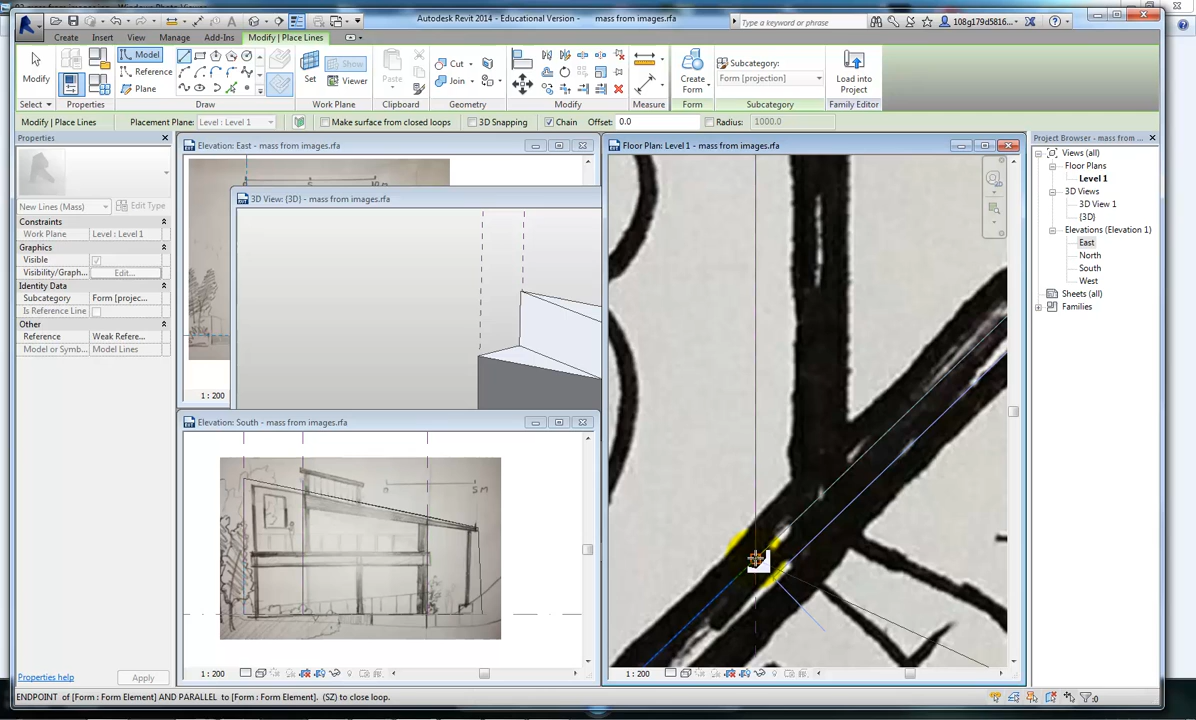 Autodesk Revit 2014 - Educational Version - mass from images.rfa
Type a keyword or phrase
108g179d5816...
Create Insert View Manage Add-Ins Modify | Place Lines
Modify
Model
Reference
Plane
Set
Show
Viewer
Paste
Cut
Join
Create Form
Subcategory:
Form [projection]
Load into Project
Select Properties Draw Work Plane Clipboard Geometry Modify Measure Form Subcategory Family Editor
Modify | Place Lines Placement Plane: Level : Level 1 Make surface from closed loops 3D Snapping Chain Offset: 0.0 Radius: 1000.0
Properties
New Lines (Mass) Edit Type
Constraints
Work Plane Level : Level 1
Graphics
Visible
Visibility/Graph... Edit...
Identity Data
Subcategory Form [projec...
Is Reference Line
Other
Reference Weak Refere...
Model or Symb... Model Lines
Properties help Apply
Elevation: East - mass from images.rfa
1 : 200
3D View: {3D} - mass from images.rfa
Elevation: South - mass from images.rfa
0 5 M
1 : 200
Floor Plan: Level 1 - mass from images.rfa
1 : 200
Project Browser - mass from...
Views (all)
Floor Plans
Level 1
3D Views
3D View 1
{3D}
Elevations (Elevation 1)
East
North
South
West
Sheets (all)
Families
ENDPOINT of [Form : Form Element] AND PARALLEL to [Form : Form Element]. (SZ) to close loop.
:0